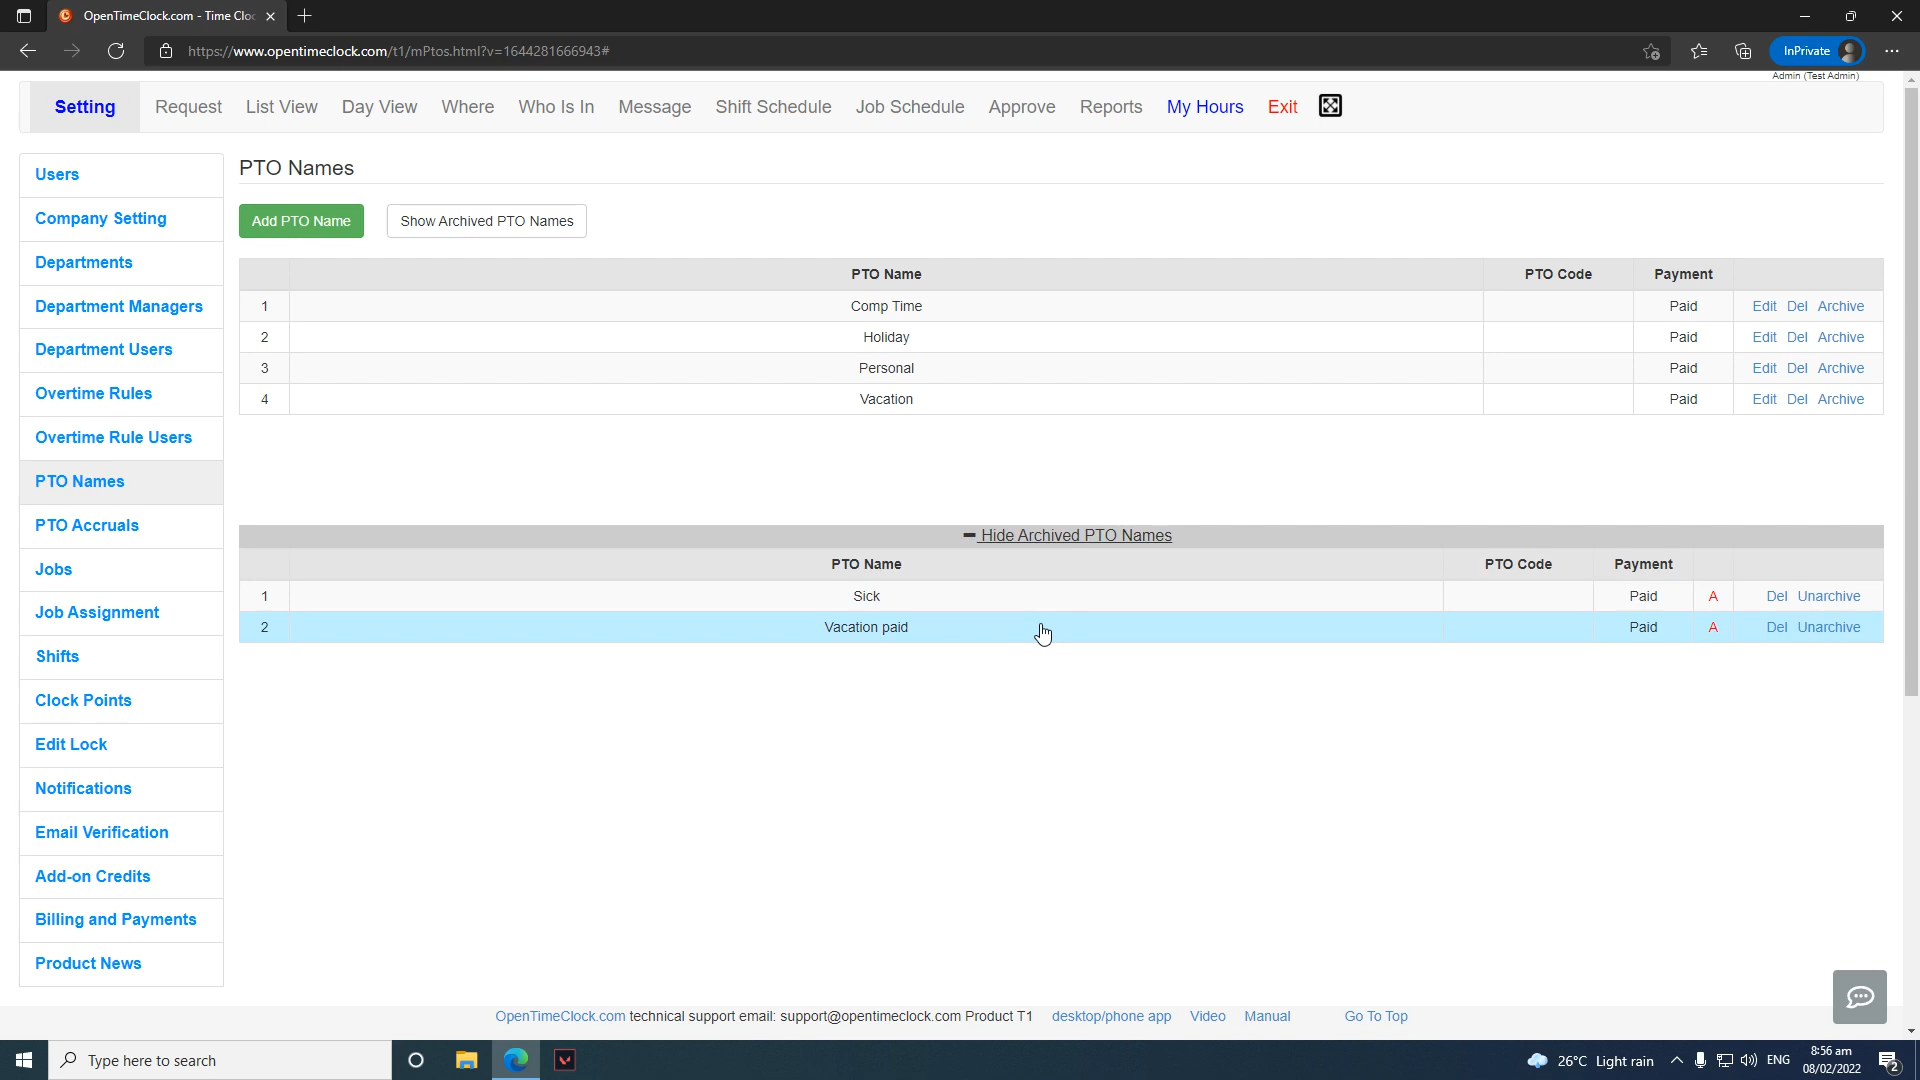 OpenTimeClock.com - Time Cloc
https://www.opentimeclock.com/t1/mPtos.html?v=1644281666943#
InPrivate
Admin (Test Admin)
Setting Request List View Day View Where Who Is In Message Shift Schedule Job Schedule Approve Reports My Hours Exit
Users
Company Setting
Departments
Department Managers
Department Users
Overtime Rules
Overtime Rule Users
PTO Names
PTO Accruals
Jobs
Job Assignment
Shifts
Clock Points
Edit Lock
Notifications
Email Verification
Add-on Credits
Billing and Payments
Product News
PTO Names
Add PTO Name Show Archived PTO Names
PTO Name PTO Code Payment
1 Comp Time Paid Edit Del Archive
2 Holiday Paid Edit Del Archive
3 Personal Paid Edit Del Archive
4 Vacation Paid Edit Del Archive
Hide Archived PTO Names
PTO Name PTO Code Payment
1 Sick Paid A Del Unarchive
2 Vacation paid Paid A Del Unarchive
OpenTimeClock.com technical support email: support@opentimeclock.com Product T1 desktop/phone app Video Manual Go To Top
Type here to search
26°C Light rain
ENG
8:56 am
08/02/2022
2